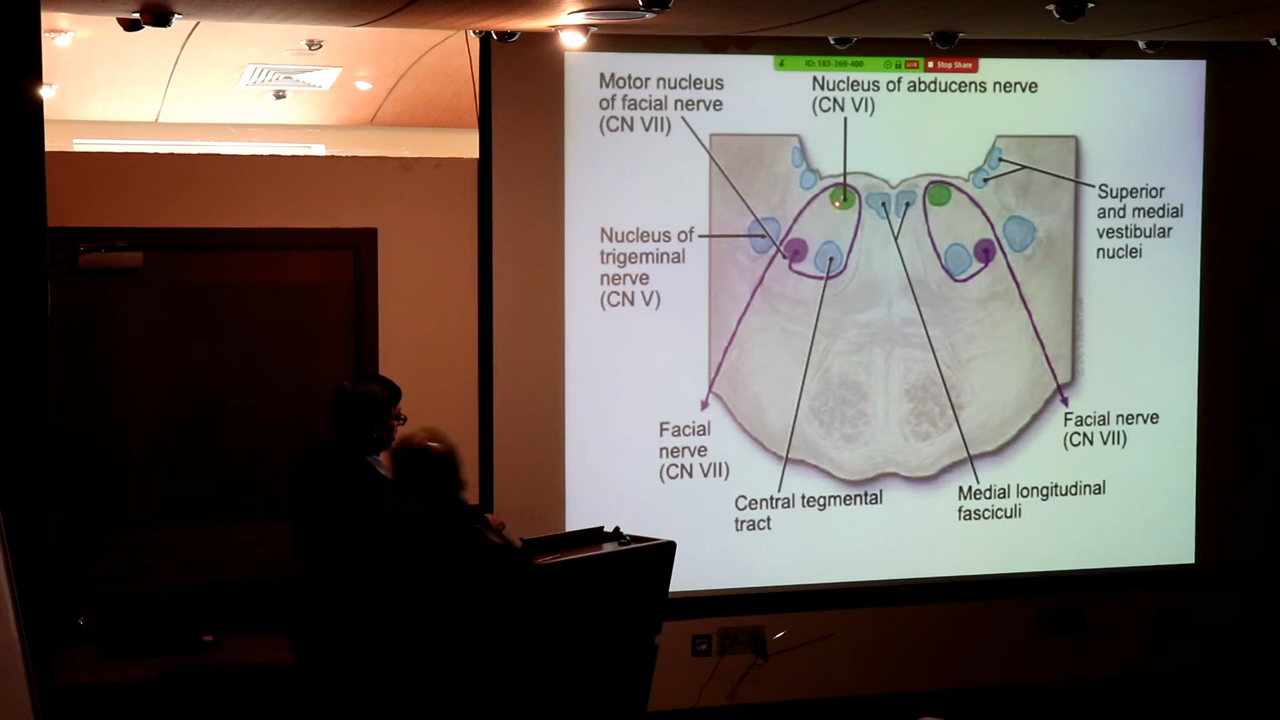 ID: 183-369-400 LIVE Stop Share
Motor nucleus
of facial nerve
(CN VII)
Nucleus of abducens nerve
(CN VI)
Superior
and medial
vestibular
nuclei
Nucleus of
trigeminal
nerve
(CN V)
Facial
nerve
(CN VII)
Facial nerve
(CN VII)
Central tegmental
tract
Medial longitudinal
fasciculi